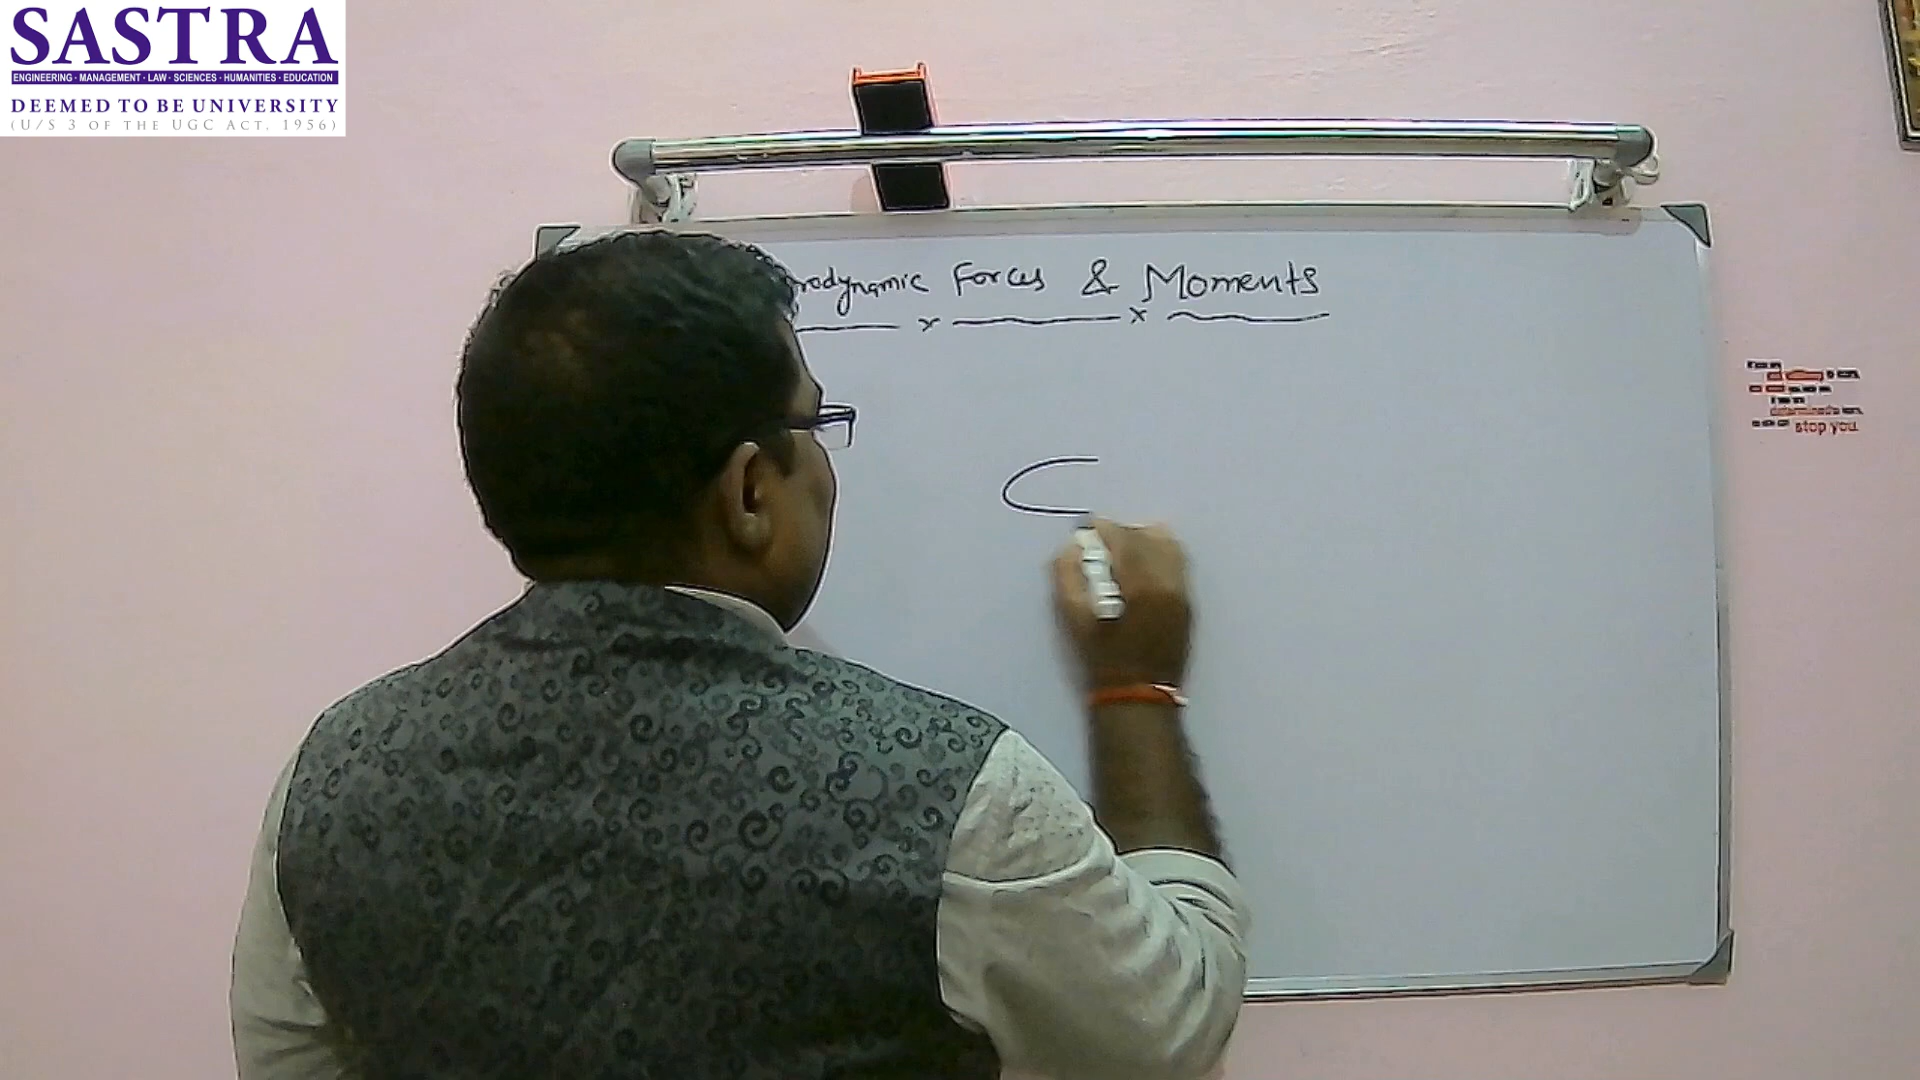 SASTRA
ENGINEERING · MANAGEMENT · LAW · SCIENCES · HUMANITIES · EDUCATION
DEEMED TO BE UNIVERSITY
(U/S 3 OF THE UGC ACT, 1956)
rodynamic Forces & Moments
determined
stop you.